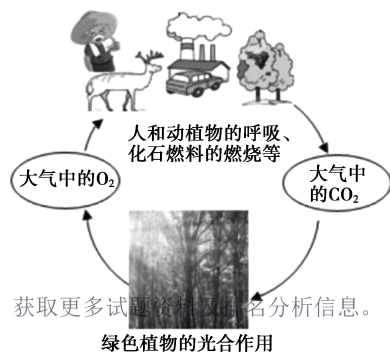 人和动植物的呼吸、
化石燃料的燃烧等
大气中的O₂
大气中
的CO₂
获取更多试题资料及排名分析信息。
绿色植物的光合作用